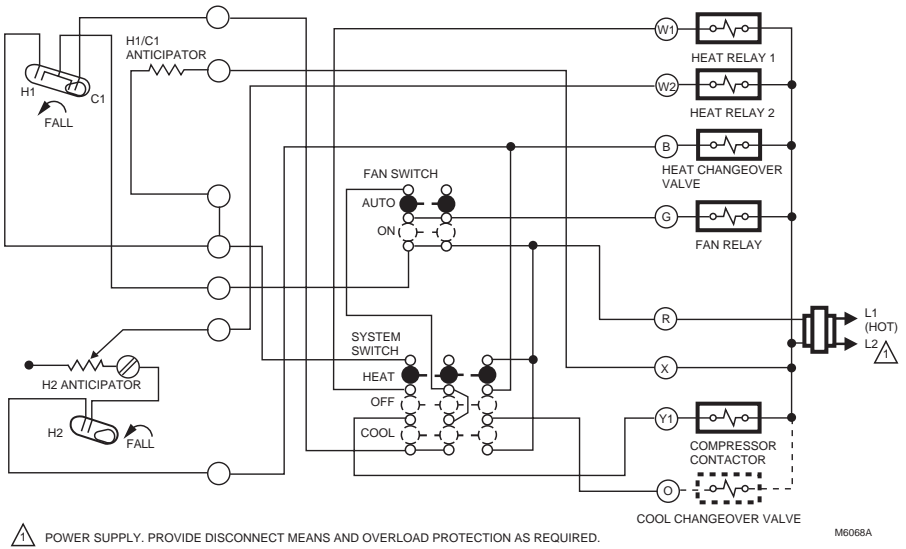 H1/C1
ANTICIPATOR
H1
C1
FALL
W1
HEAT RELAY 1
W2
HEAT RELAY 2
B
HEAT CHANGEOVER
VALVE
FAN SWITCH
AUTO
ON
G
FAN RELAY
R
L1
(HOT)
L2
1
SYSTEM
SWITCH
HEAT
OFF
COOL
X
H2 ANTICIPATOR
H2
FALL
Y1
COMPRESSOR
CONTACTOR
O
COOL CHANGEOVER VALVE
1 POWER SUPPLY. PROVIDE DISCONNECT MEANS AND OVERLOAD PROTECTION AS REQUIRED.
M6068A